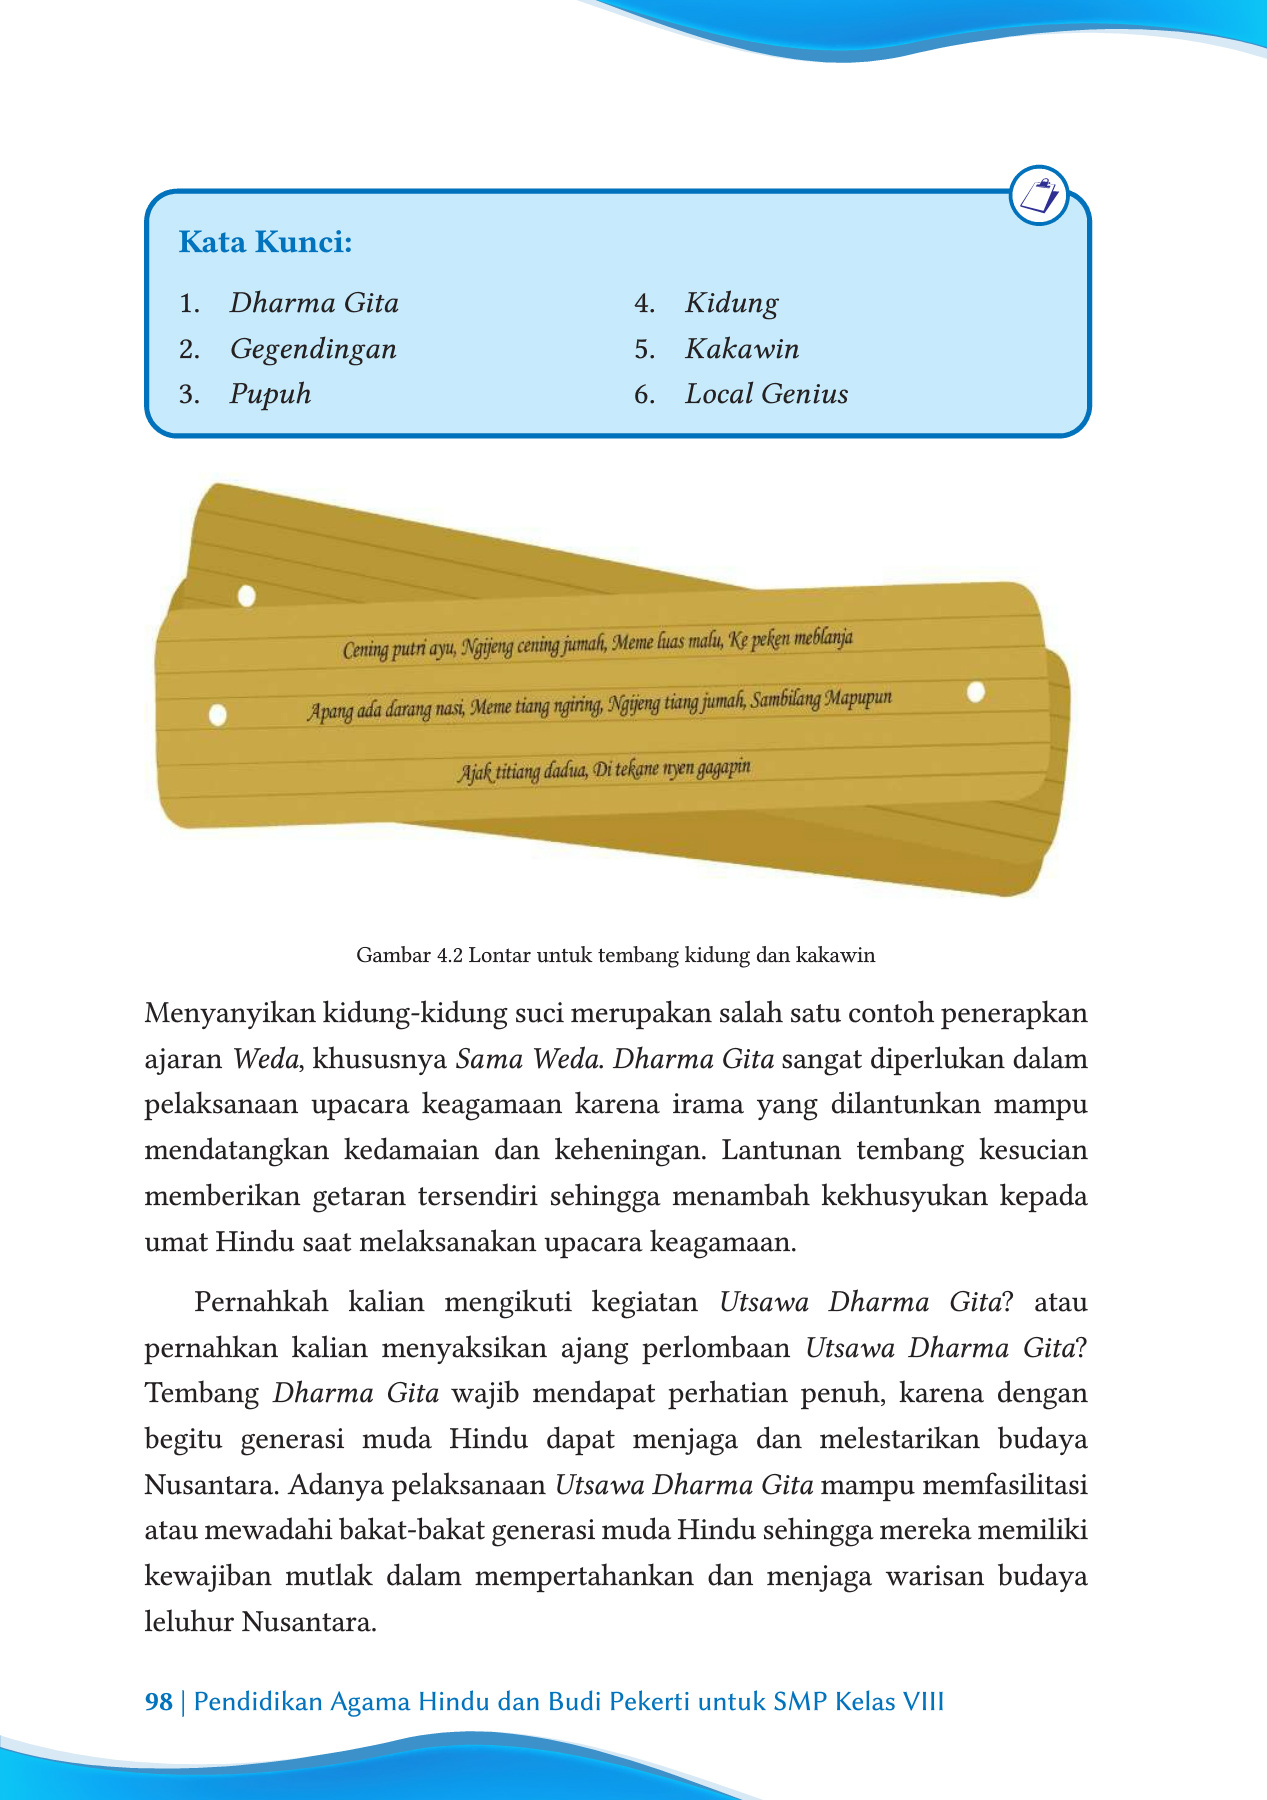 Kata Kunci:
1. Dharma Gita
2. Gegendingan
3. Pupuh
4. Kidung
5. Kakawin
6. Local Genius
Cening putri ayu, Ngijeng cening jumah, Meme luas malu, Ke peken meblanja
Apang ada darang nasi, Meme tiang ngiring, Ngijeng tiang jumah, Sambilang Mapupun
Ajak titiang dadua, Di tekane nyen gagapin
Gambar 4.2 Lontar untuk tembang kidung dan kakawin
Menyanyikan kidung-kidung suci merupakan salah satu contoh penerapkan
ajaran Weda, khususnya Sama Weda. Dharma Gita sangat diperlukan dalam
pelaksanaan upacara keagamaan karena irama yang dilantunkan mampu
mendatangkan kedamaian dan keheningan. Lantunan tembang kesucian
memberikan getaran tersendiri sehingga menambah kekhusyukan kepada
umat Hindu saat melaksanakan upacara keagamaan.
Pernahkah kalian mengikuti kegiatan Utsawa Dharma Gita? atau
pernahkan kalian menyaksikan ajang perlombaan Utsawa Dharma Gita?
Tembang Dharma Gita wajib mendapat perhatian penuh, karena dengan
begitu generasi muda Hindu dapat menjaga dan melestarikan budaya
Nusantara. Adanya pelaksanaan Utsawa Dharma Gita mampu memfasilitasi
atau mewadahi bakat-bakat generasi muda Hindu sehingga mereka memiliki
kewajiban mutlak dalam mempertahankan dan menjaga warisan budaya
leluhur Nusantara.
98 | Pendidikan Agama Hindu dan Budi Pekerti untuk SMP Kelas VIII